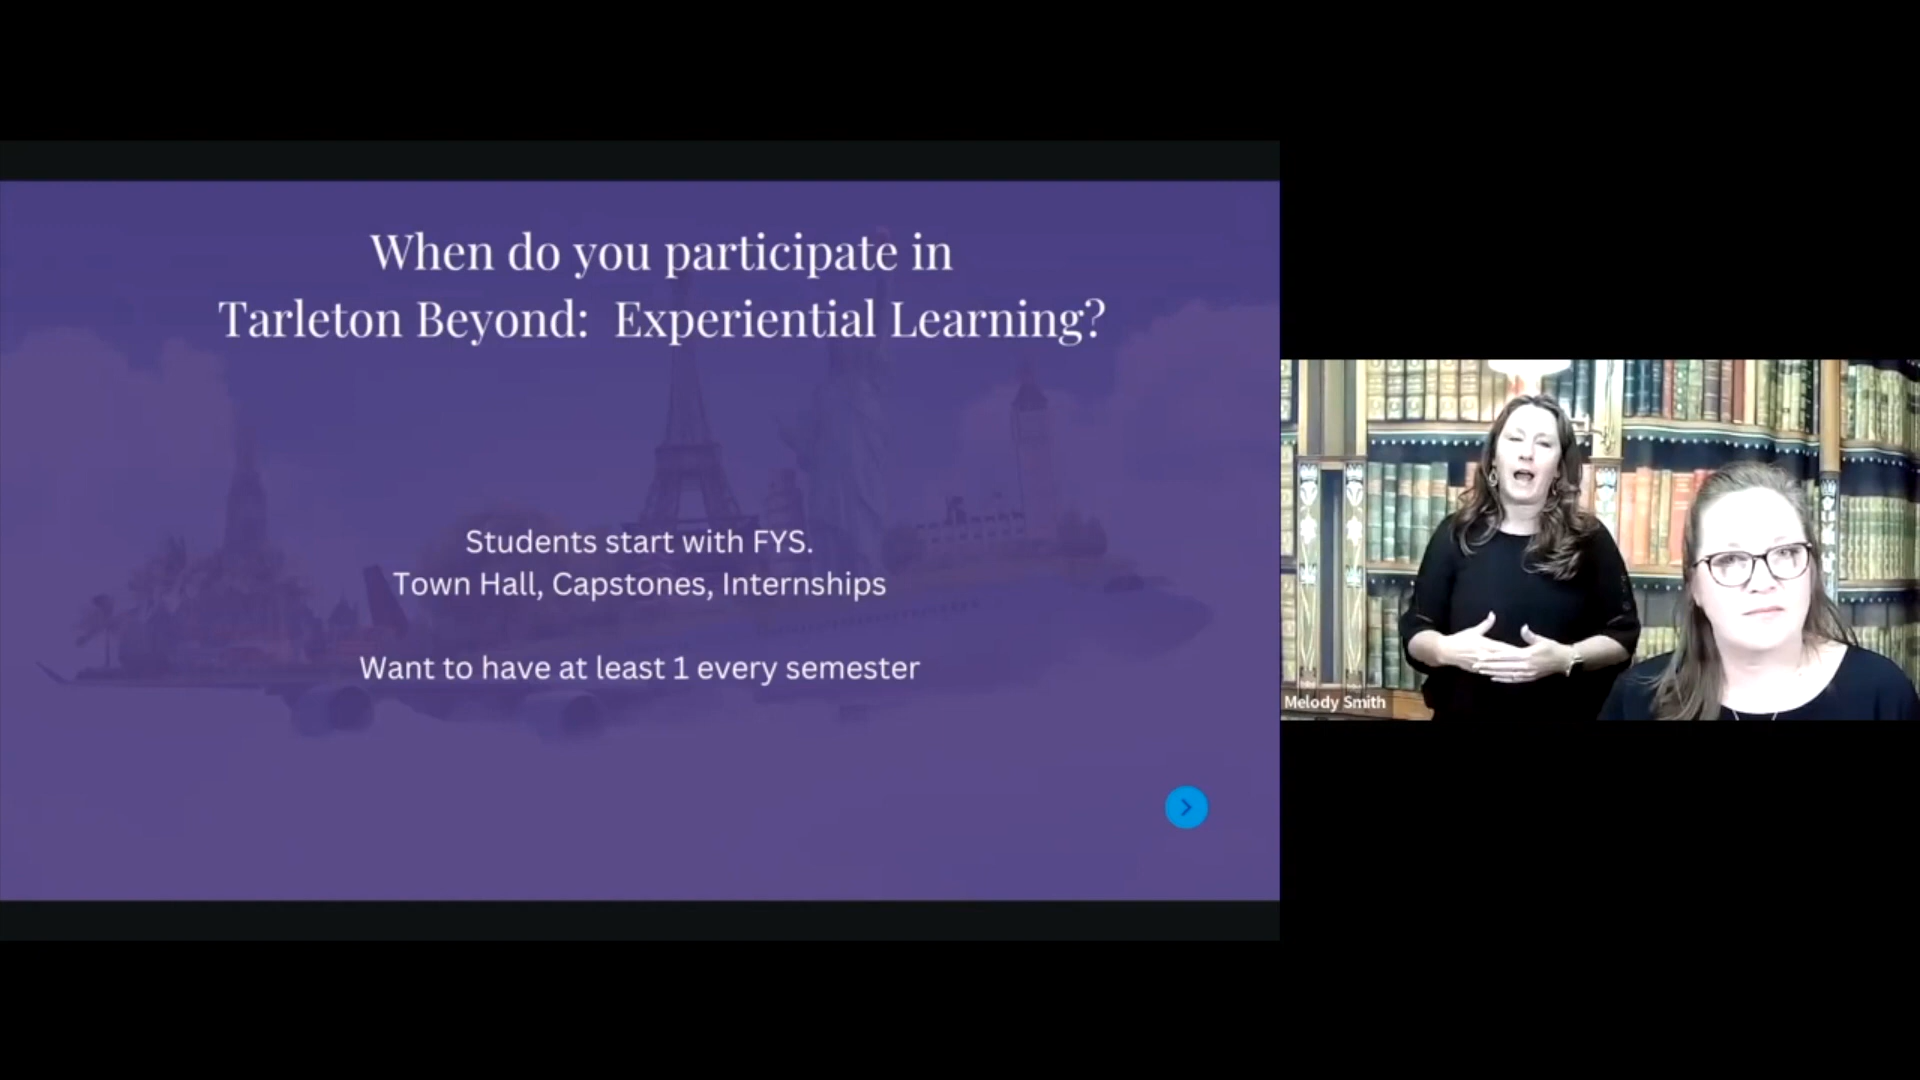 When do you participate in
Tarleton Beyond: Experiential Learning?
Students start with FYS.
Town Hall, Capstones, Internships
Want to have at least 1 every semester
Melody Smith